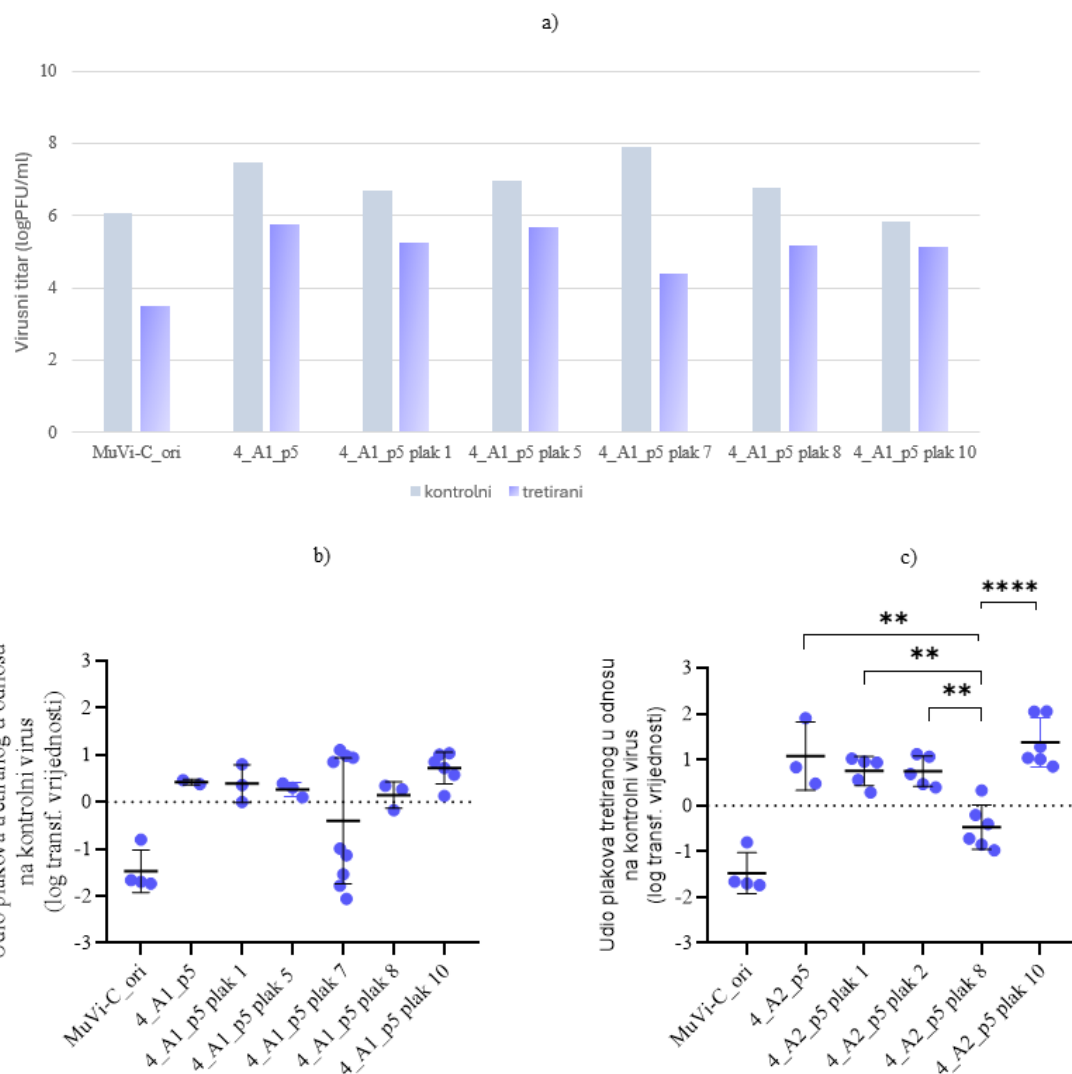 a)
10
8
6
4
2
0
Virusni titar (logPFU/ml)
MuVi-C_ori
4_A1_p5
4_A1_p5 plak 1
4_A1_p5 plak 5
4_A1_p5 plak 7
4_A1_p5 plak 8
4_A1_p5 plak 10
kontrolni
tretirani
b)
na kontrolni virus
(log transf. vrijednosti)
3
2
1
0
-1
-2
-3
MuVi-C_ori
4_A1_p5
4_A1_p5 plak 1
4_A1_p5 plak 5
4_A1_p5 plak 7
4_A1_p5 plak 8
4_A1_p5 plak 10
c)
****
**
**
**
Udio plakova tretiranog u odnosu
na kontrolni virus
(log transf. vrijednosti)
3
2
1
0
-1
-2
-3
MuVi-C_ori
4_A2_p5
4_A2_p5 plak 1
4_A2_p5 plak 2
4_A2_p5 plak 8
4_A2_p5 plak 10